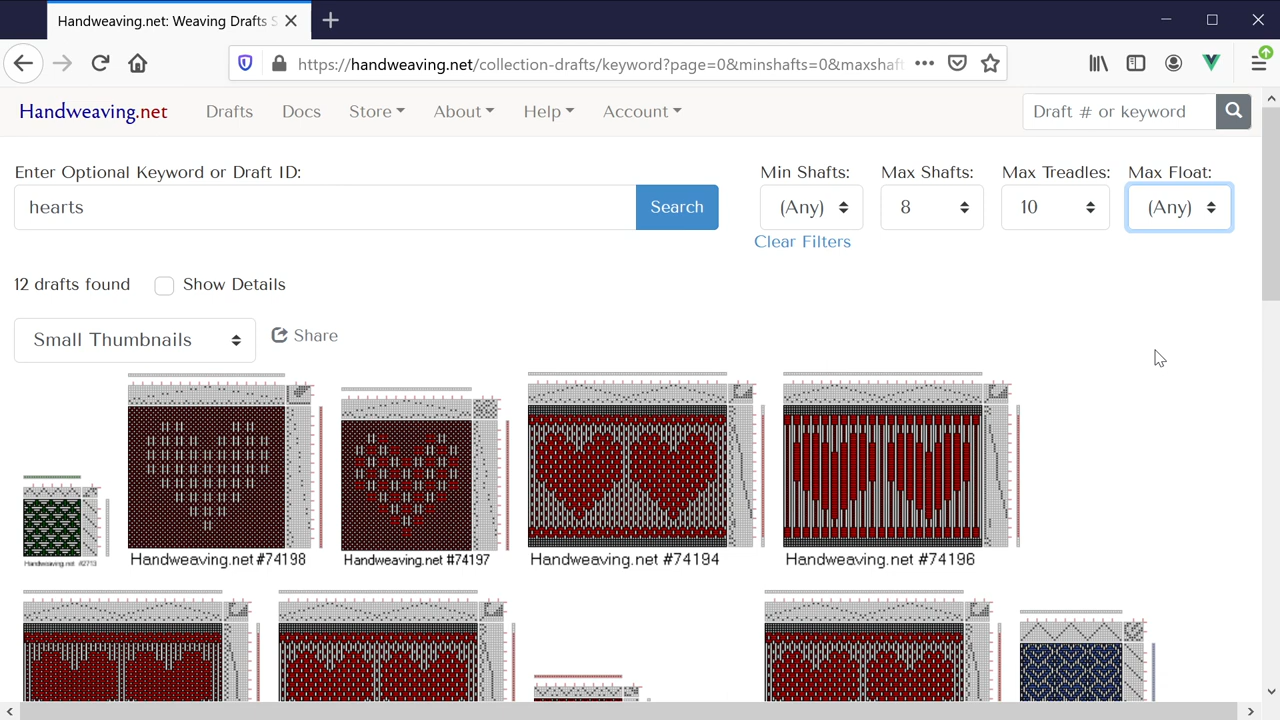 Handweaving.net: Weaving Drafts S
https://handweaving.net/collection-drafts/keyword?page=0&minshafts=0&maxshaf
Handweaving.net Drafts Docs Store About Help Account Draft # or keyword
Enter Optional Keyword or Draft ID: Min Shafts: Max Shafts: Max Treadles: Max Float:
hearts Search (Any) 8 10 (Any)
Clear Filters
12 drafts found Show Details
Small Thumbnails Share
Handweaving.net #2713 Handweaving.net #74198 Handweaving.net #74197 Handweaving.net #74194 Handweaving.net #74196